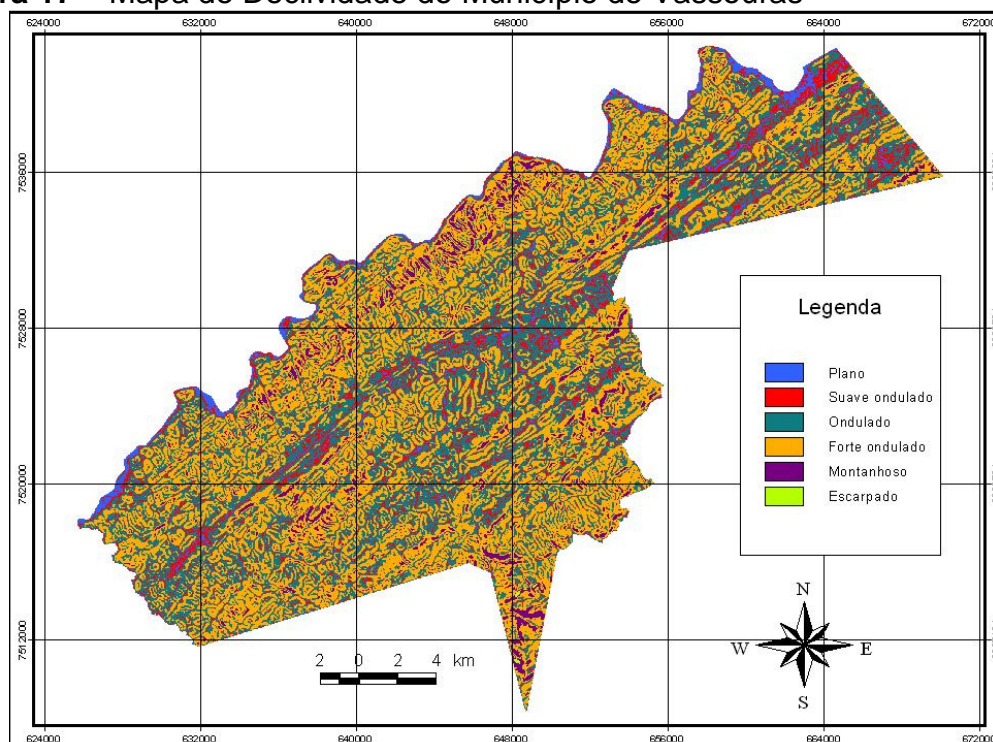 Mapa de Declividade do Município de Vassouras
624000 632000 640000 648000 656000 664000 672000
7536000
7528000
7520000
7512000
Legenda
Plano
Suave ondulado
Ondulado
Forte ondulado
Montanhoso
Escarpado
N
W E
S
2 0 2 4 km
624000 632000 640000 648000 656000 664000 672000